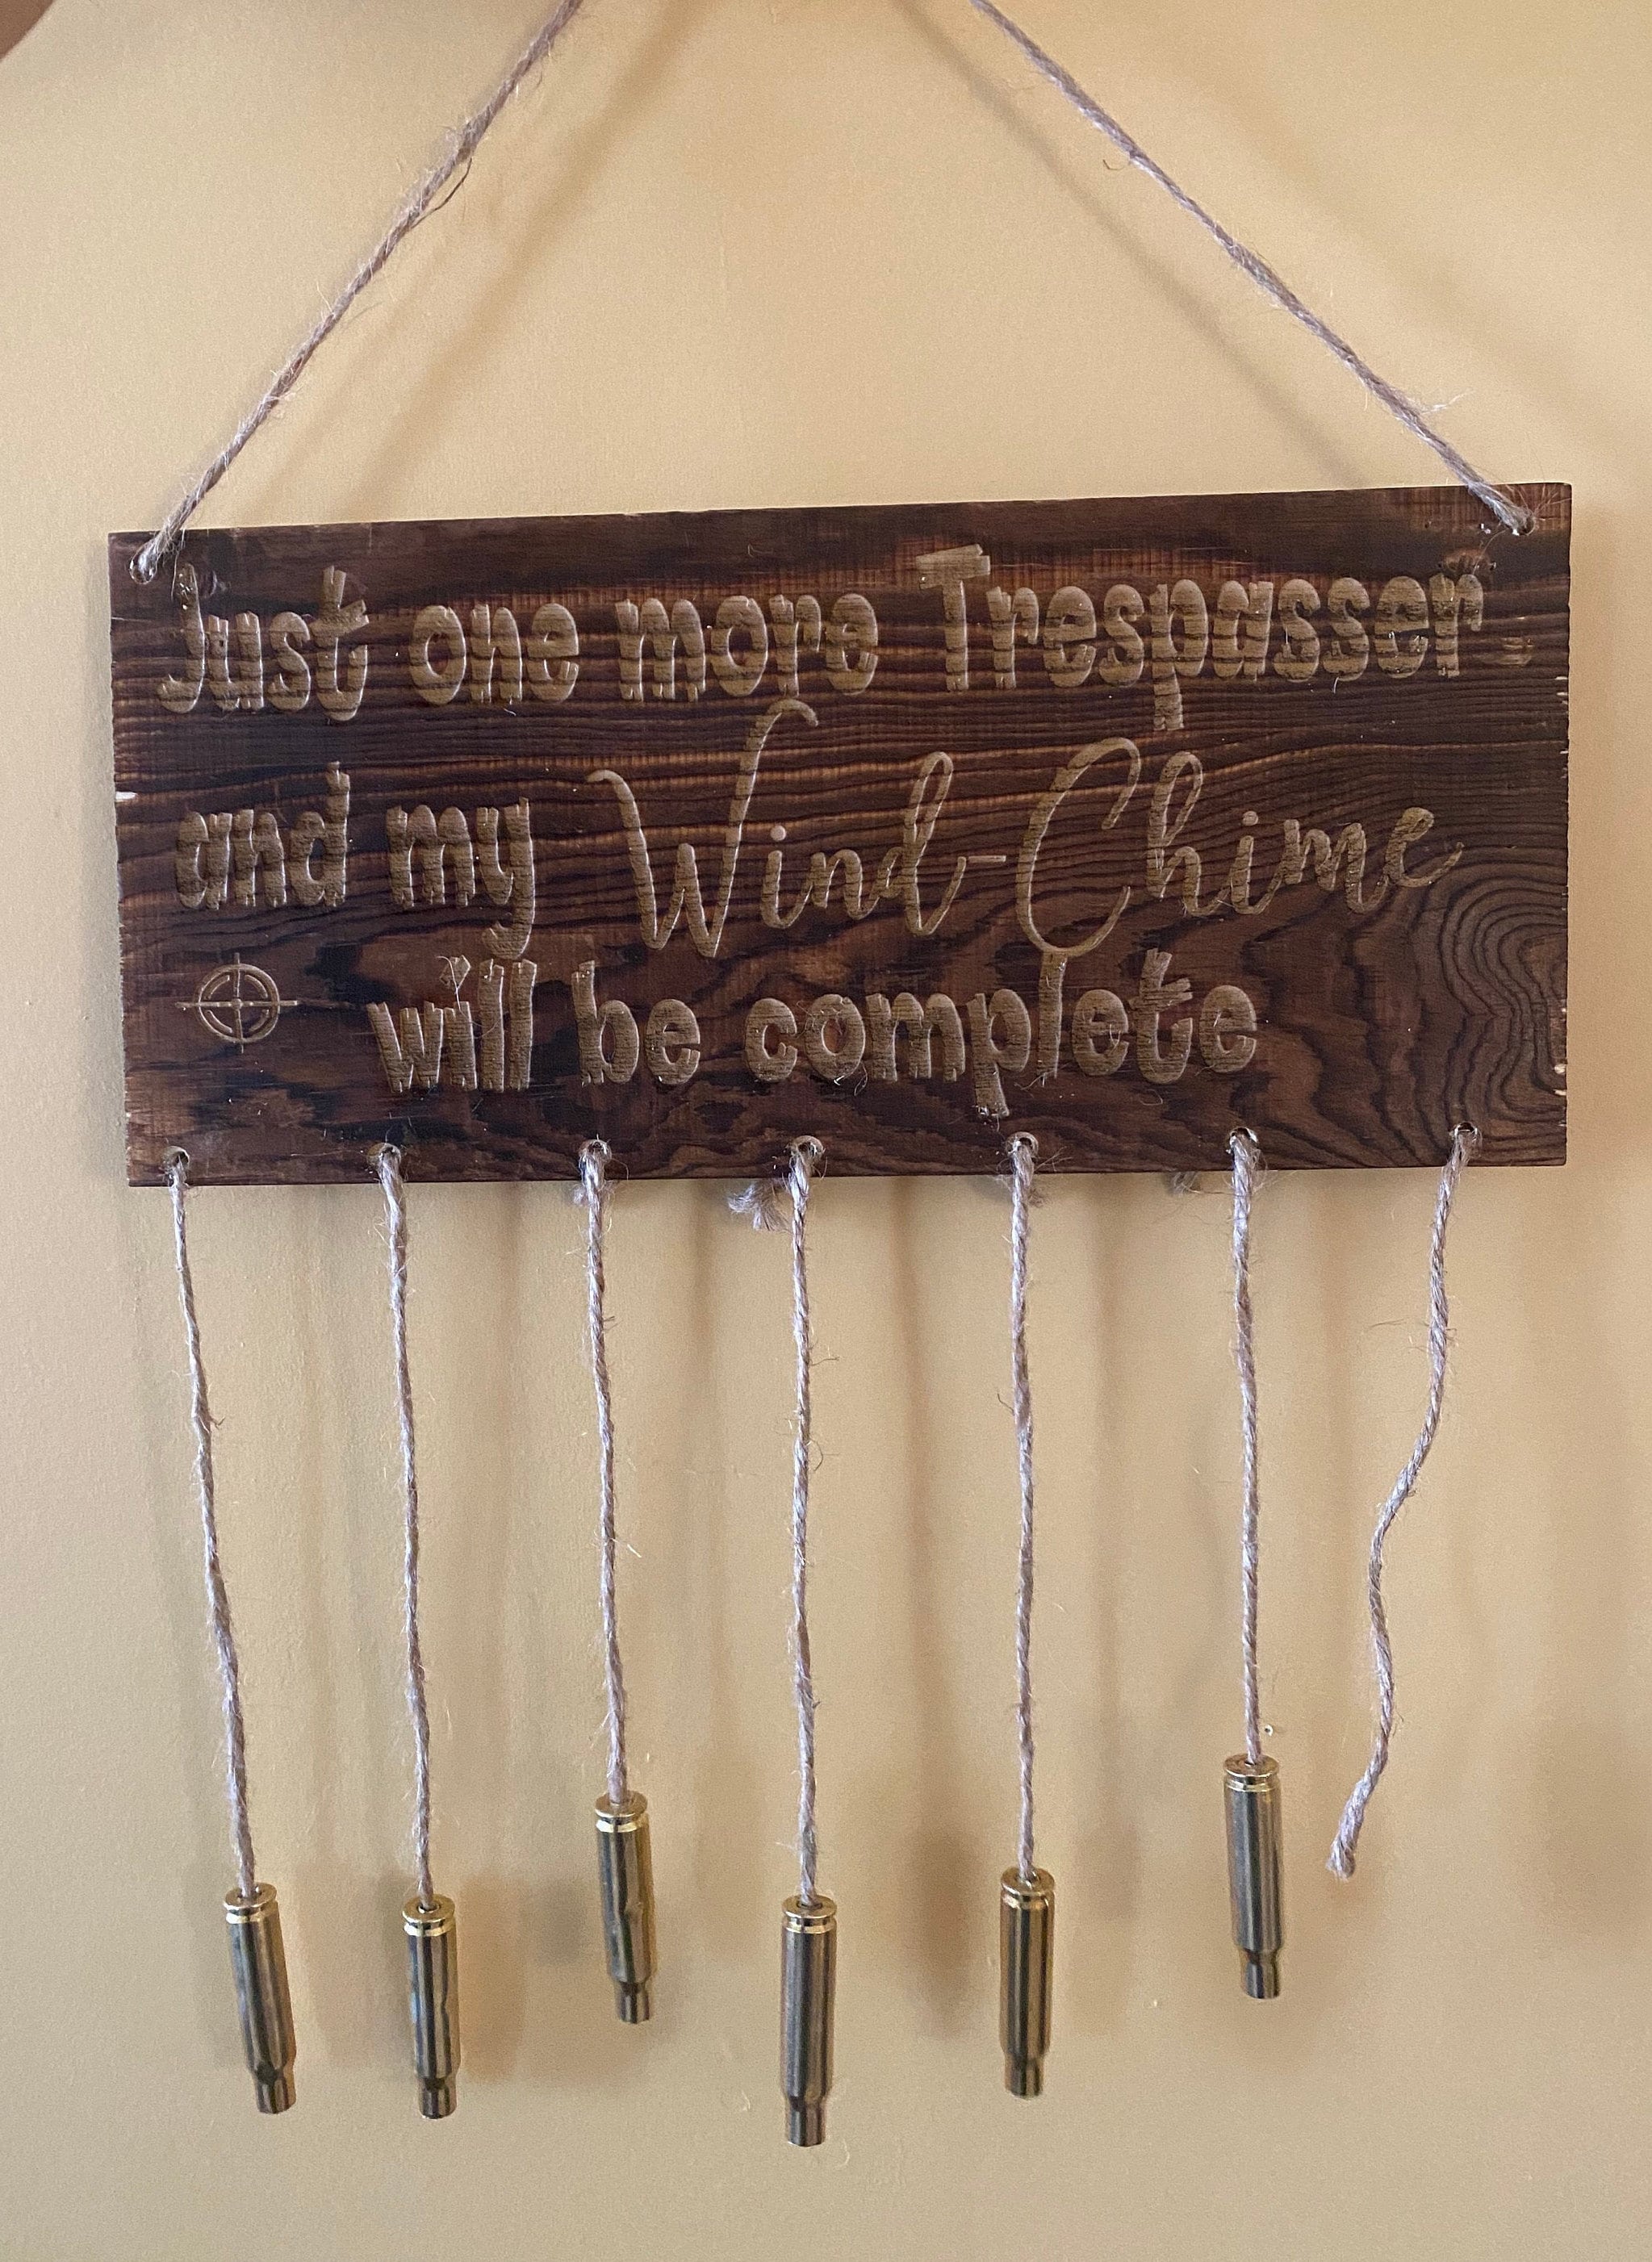 Just one more Trespasser
and my Wind-Chime
will be complete